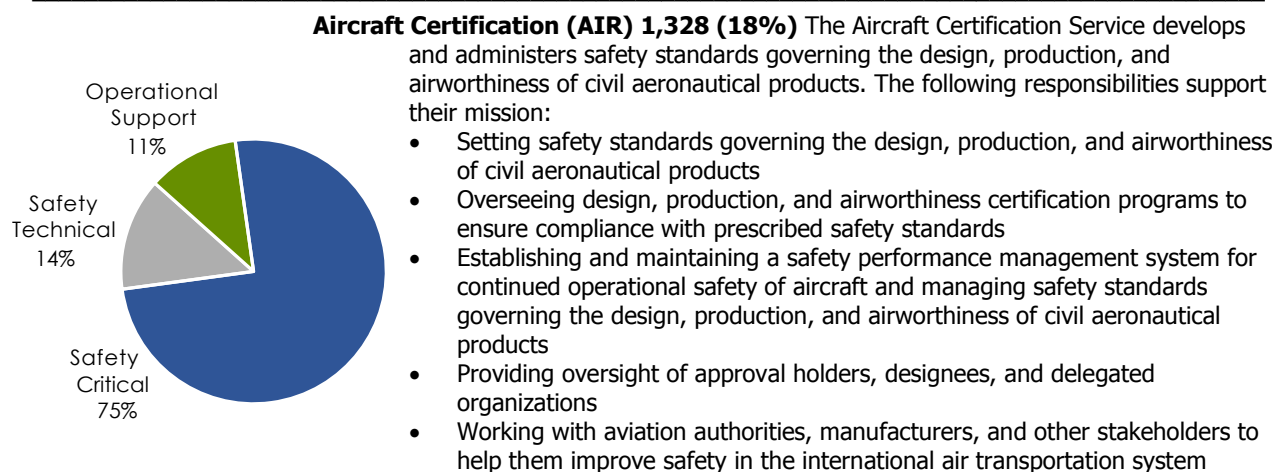 Aircraft Certification (AIR) 1,328 (18%) The Aircraft Certification Service develops
and administers safety standards governing the design, production, and
airworthiness of civil aeronautical products. The following responsibilities support
their mission:
• Setting safety standards governing the design, production, and airworthiness
of civil aeronautical products
• Overseeing design, production, and airworthiness certification programs to
ensure compliance with prescribed safety standards
• Establishing and maintaining a safety performance management system for
continued operational safety of aircraft and managing safety standards
governing the design, production, and airworthiness of civil aeronautical
products
• Providing oversight of approval holders, designees, and delegated
organizations
• Working with aviation authorities, manufacturers, and other stakeholders to
help them improve safety in the international air transportation system
Operational
Support
11%
Safety
Technical
14%
Safety
Critical
75%